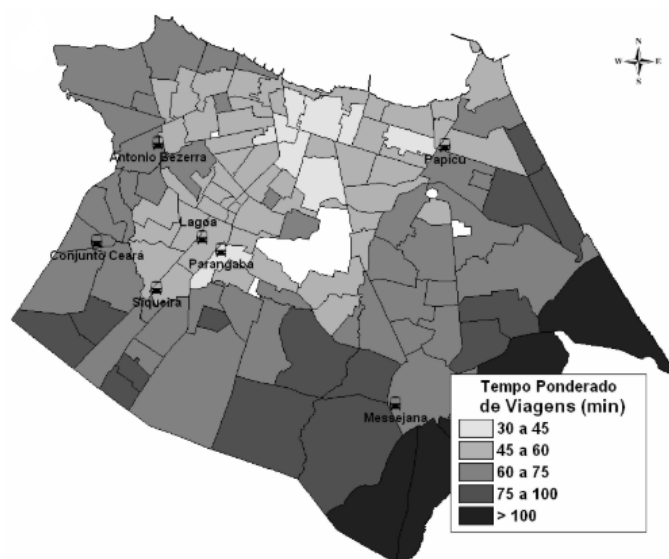 N
W E
S
Antonio Bezerra
Papicu
Lagoa
Conjunto Ceará
Parangaba
Siqueira
Messejana
Tempo Ponderado
de Viagens (min)
30 a 45
45 a 60
60 a 75
75 a 100
> 100